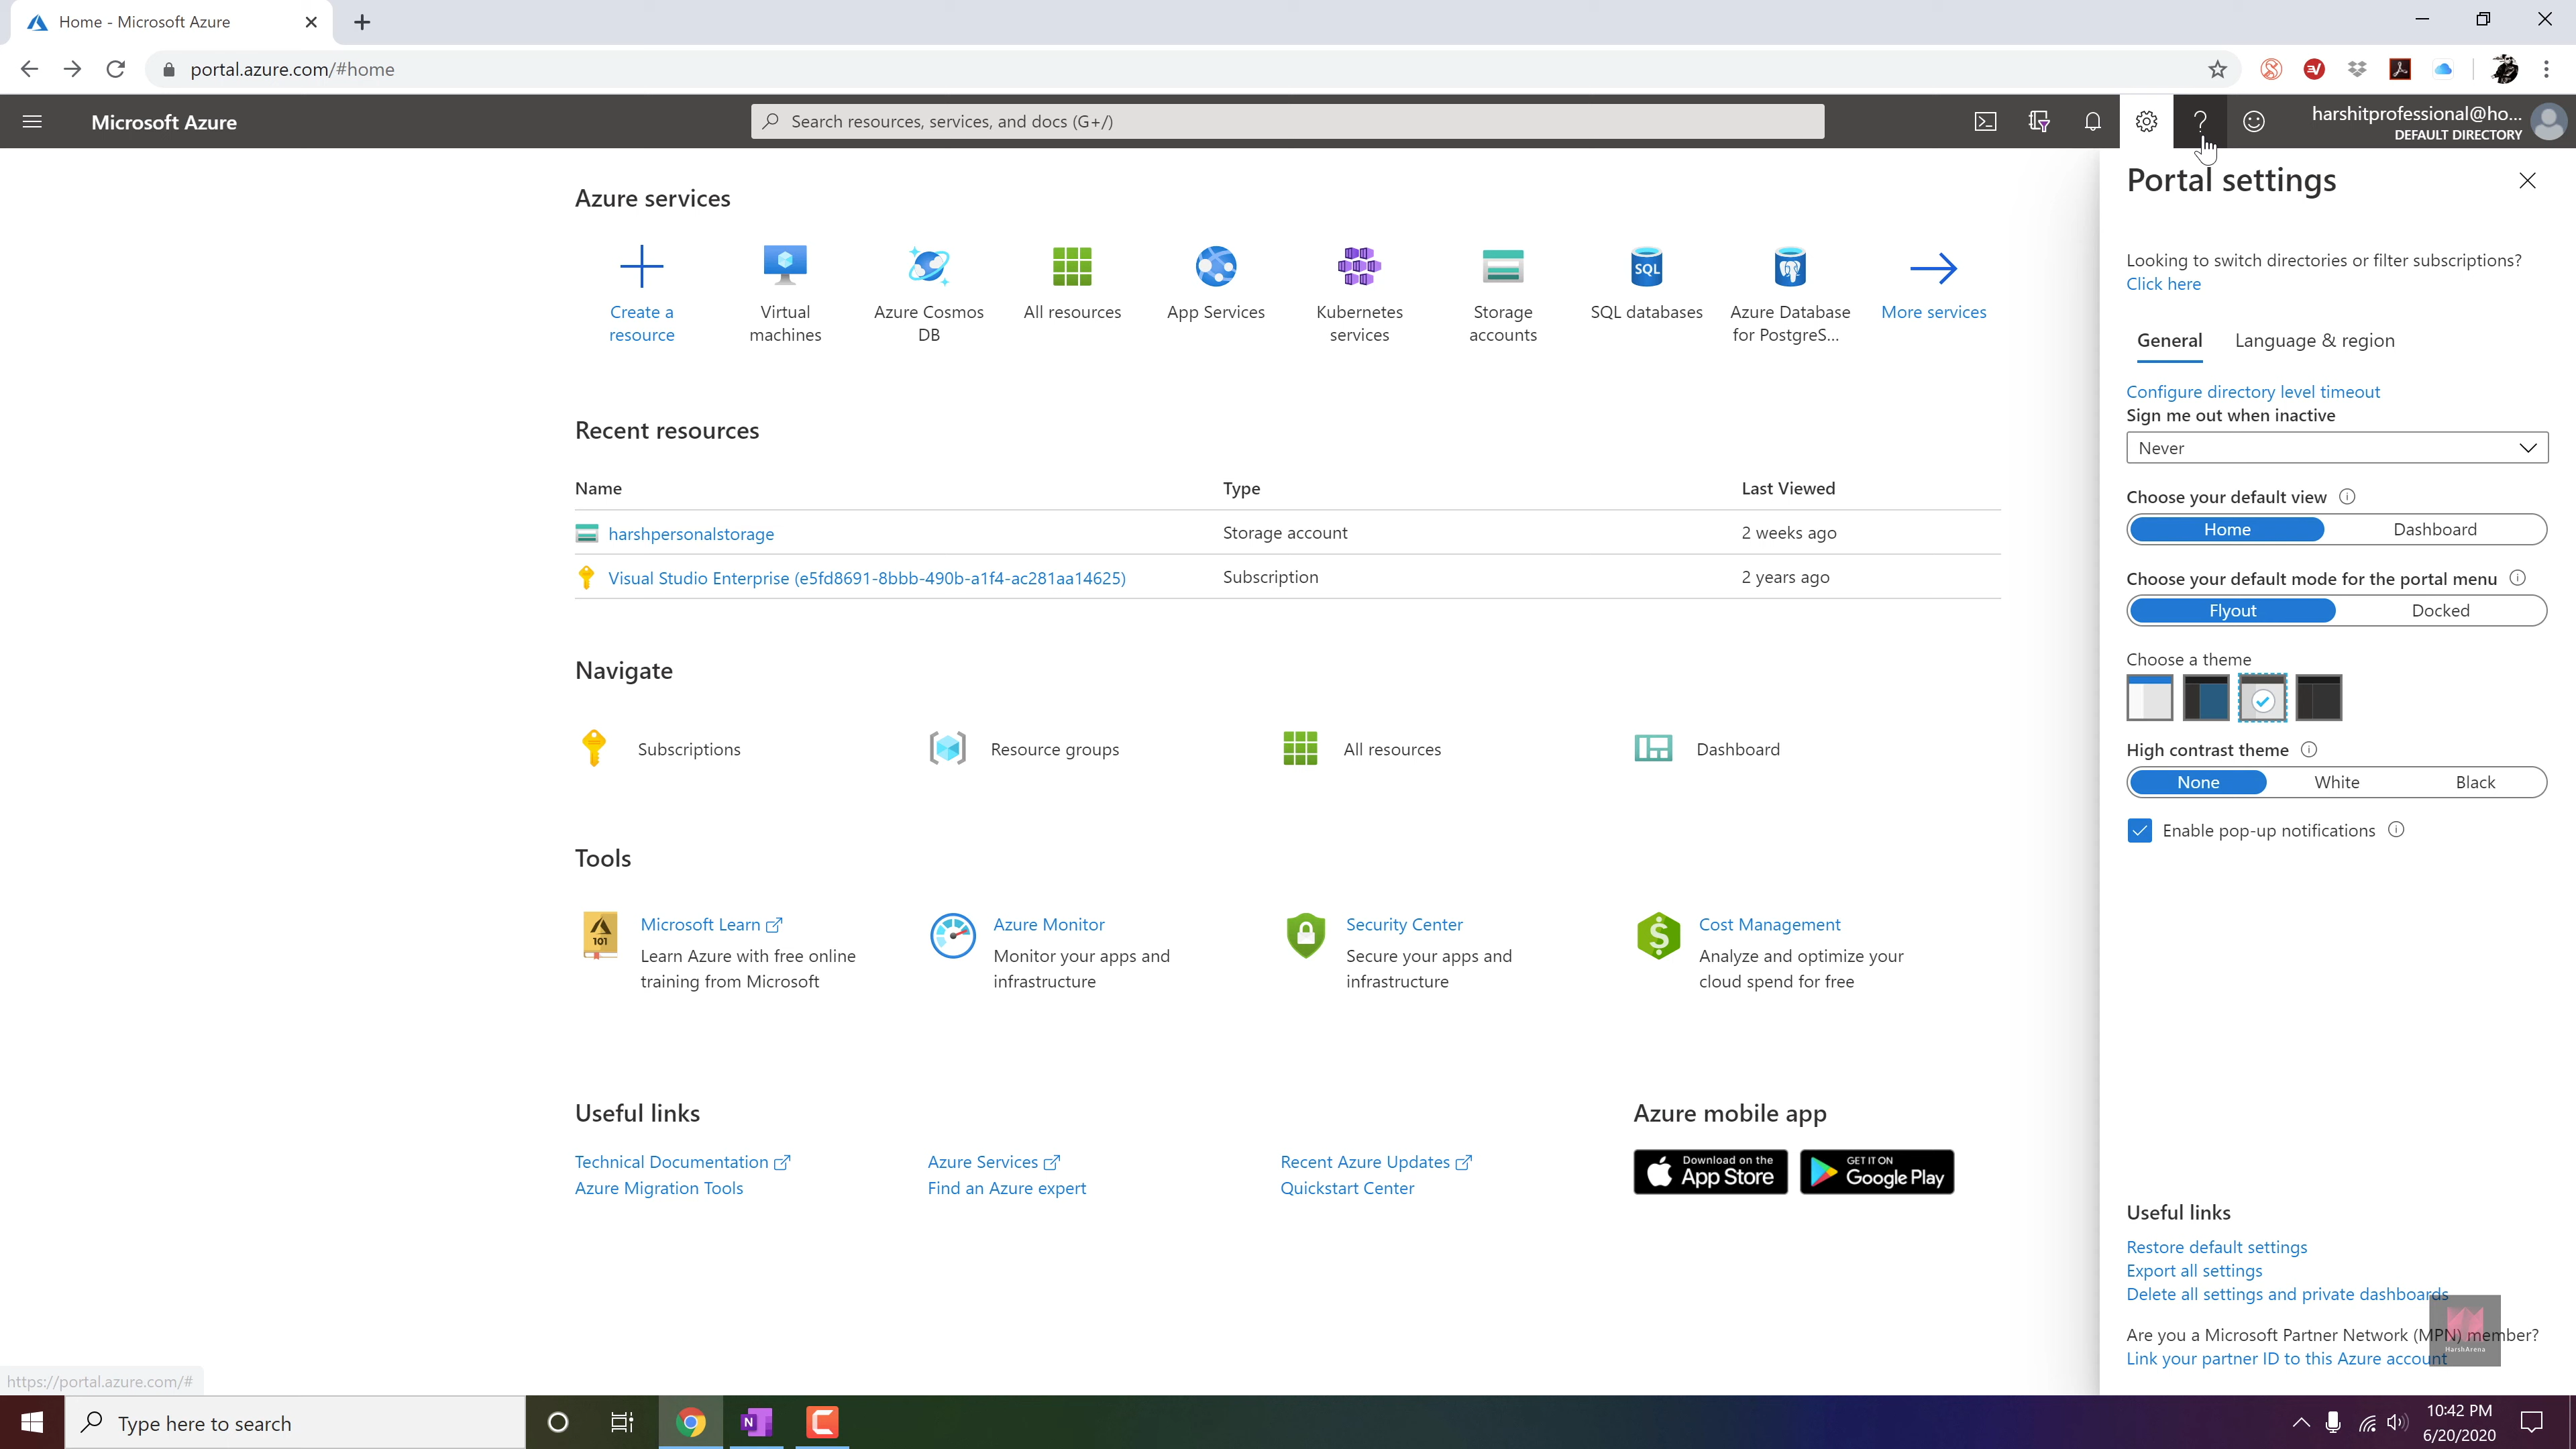 Home - Microsoft Azure
portal.azure.com/#home
Microsoft Azure
Search resources, services, and docs (G+/)
harshitprofessional@ho...
DEFAULT DIRECTORY
Azure services
Create a resource
Virtual machines
Azure Cosmos DB
All resources
App Services
Kubernetes services
Storage accounts
SQL
SQL databases
Azure Database for PostgreS...
More services
Recent resources
Name Type Last Viewed
harshpersonalstorage Storage account 2 weeks ago
Visual Studio Enterprise (e5fd8691-8bbb-490b-a1f4-ac281aa14625) Subscription 2 years ago
Navigate
Subscriptions Resource groups All resources Dashboard
Tools
101
Microsoft Learn
Learn Azure with free online
training from Microsoft
Azure Monitor
Monitor your apps and
infrastructure
Security Center
Secure your apps and
infrastructure
Cost Management
Analyze and optimize your
cloud spend for free
Useful links
Technical Documentation Azure Services Recent Azure Updates
Azure Migration Tools Find an Azure expert Quickstart Center
Azure mobile app
Download on the
App Store
GET IT ON
Google Play
Portal settings
Looking to switch directories or filter subscriptions?
Click here
General Language & region
Configure directory level timeout
Sign me out when inactive
Never
Choose your default view
Home Dashboard
Choose your default mode for the portal menu
Flyout Docked
Choose a theme
High contrast theme
None White Black
Enable pop-up notifications
Useful links
Restore default settings
Export all settings
Delete all settings and private dashboards
Are you a Microsoft Partner Network (MPN) member?
Link your partner ID to this Azure account
HarshArena
https://portal.azure.com/#
Type here to search
10:42 PM
6/20/2020